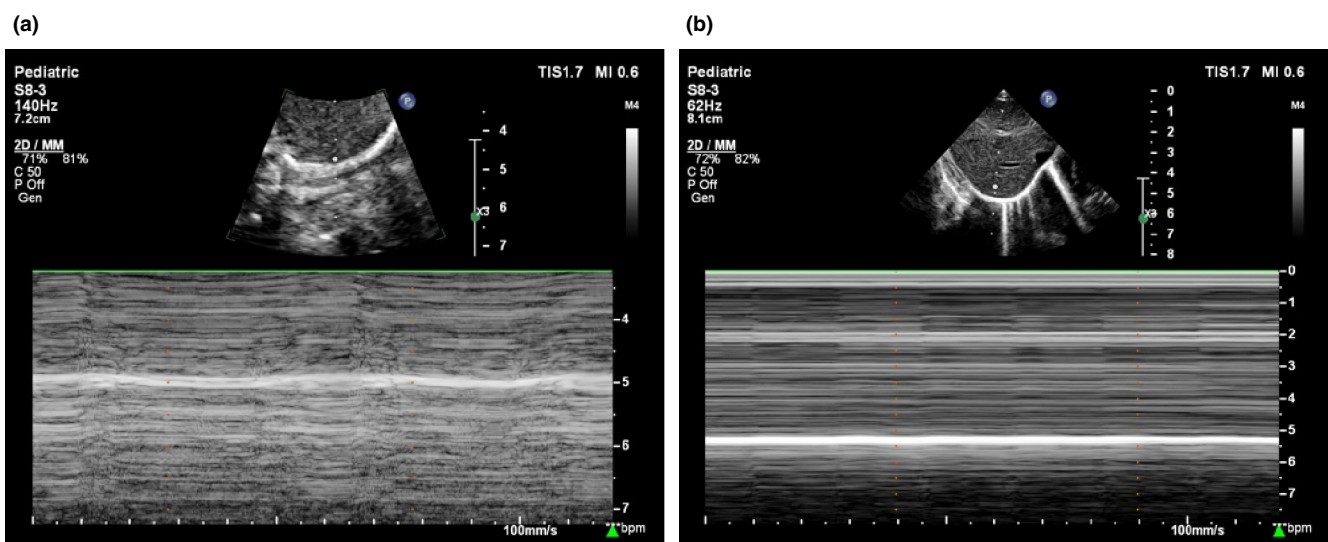 (a)
Pediatric
TIS1.7 MI 0.6
S8-3
140Hz
7.2cm
M4
2D / MM
71% 81%
C 50
P Off
Gen
P
4
5
6
X3
7
4
5
6
7
100mm/s
bpm
(b)
Pediatric
TIS1.7 MI 0.6
S8-3
62Hz
8.1cm
M4
2D / MM
72% 82%
C 50
P Off
Gen
P
0
1
2
3
4
5
6
7
8
0
1
2
3
4
5
6
7
100mm/s
bpm